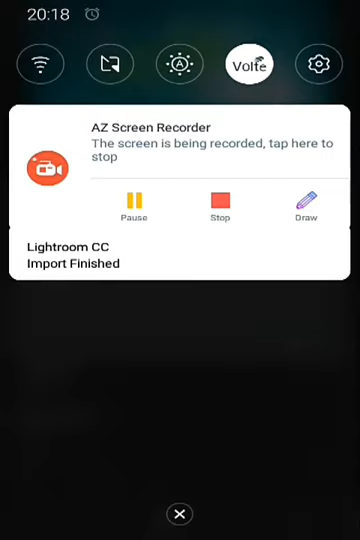 20:18
A
Volte
AZ Screen Recorder
The screen is being recorded, tap here to
stop
Pause
Stop
Draw
Lightroom CC
Import Finished